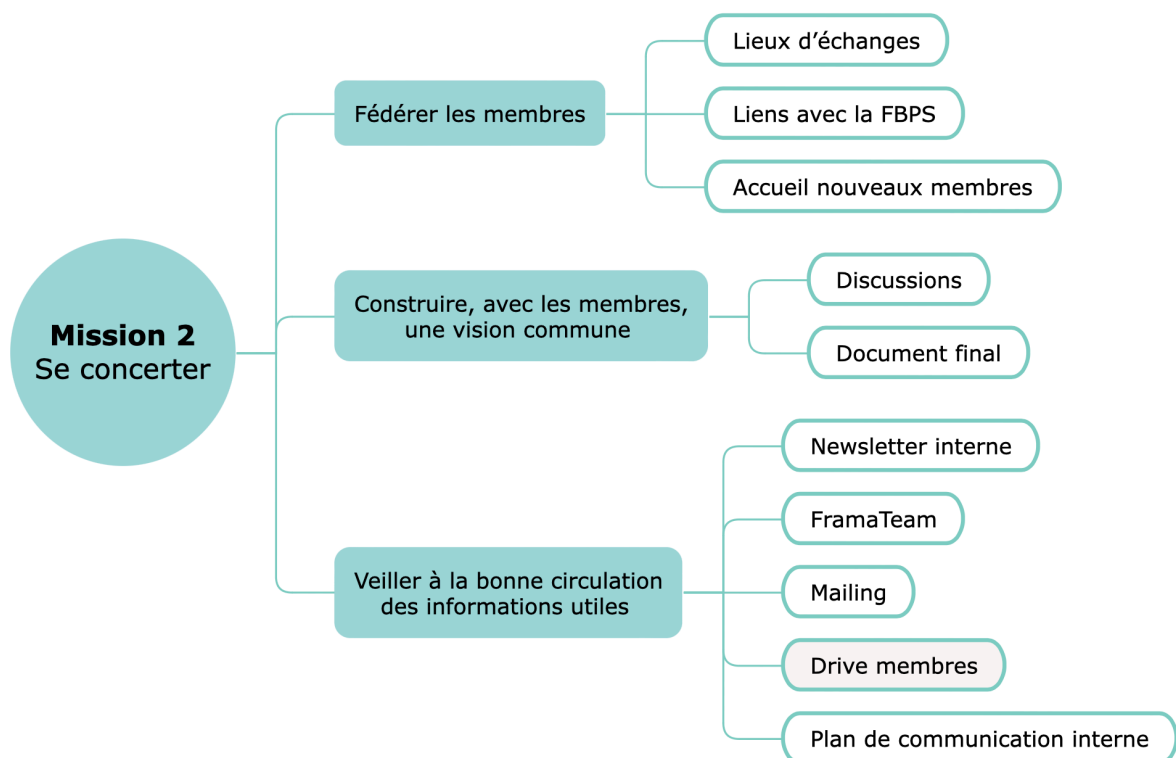 Mission 2
Se concerter
Fédérer les membres
Lieux d’échanges
Liens avec la FBPS
Accueil nouveaux membres
Construire, avec les membres,
une vision commune
Discussions
Document final
Veiller à la bonne circulation
des informations utiles
Newsletter interne
FramaTeam
Mailing
Drive membres
Plan de communication interne